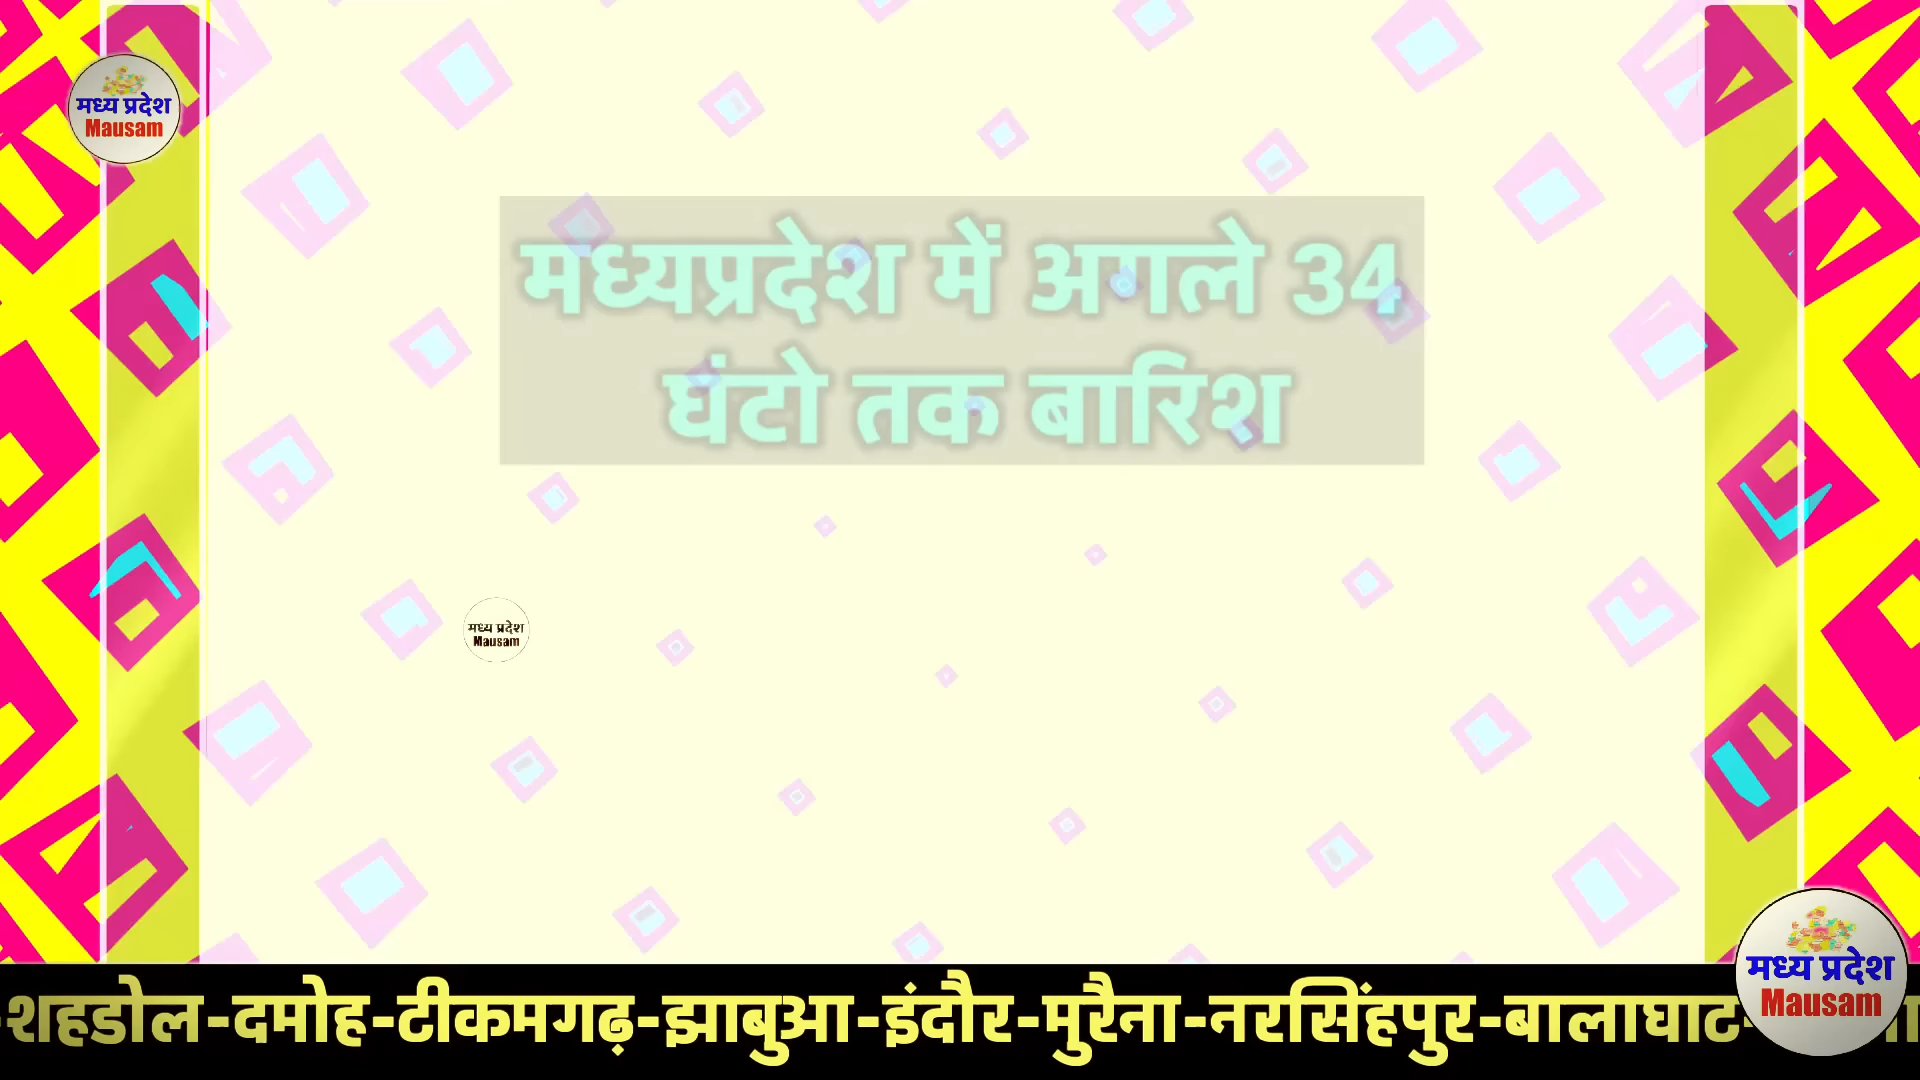 मध्य प्रदेश
Mausam
मध्यप्रदेश में अगले 34
घंटो तक बारिश
मध्य प्रदेश
Mausam
-शहडोल-दमोह-टीकमगढ़-झाबुआ-इंदौर-मुरैना-नरसिंहपुर-बालाघाट-
मध्य प्रदेश
Mausam